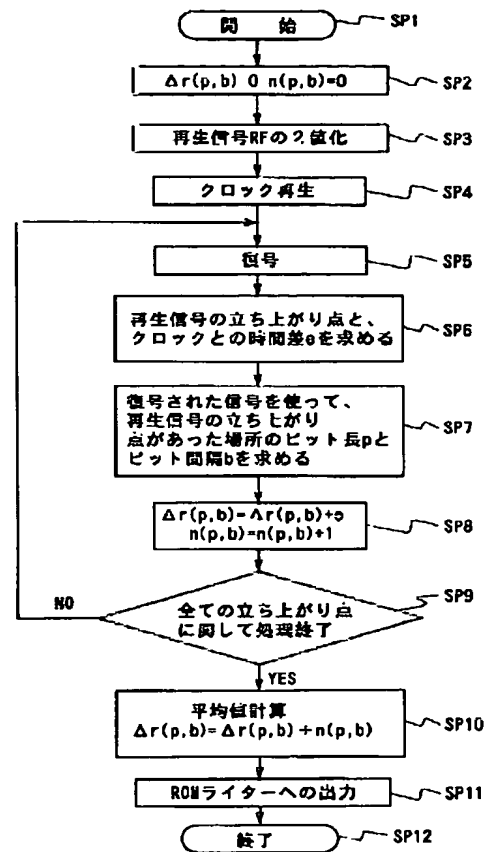 開 始
SP1
Δr(p,b) 0 n(p,b)=0
SP2
再生信号RFの2値化
SP3
クロック再生
SP4
復号
SP5
再生信号の立ち上がり点と、
クロックとの時間差eを求める
SP6
復号された信号を使って、
再生信号の立ち上がり
点があった場所のピット長pと
ピット間隔bを求める
SP7
Δr(p,b)=Δr(p,b)+e
n(p,b)=n(p,b)+1
SP8
NO
全ての立ち上がり点
に関して処理終了
SP9
YES
平均値計算
Δr(p,b)=Δr(p,b)÷n(p,b)
SP10
ROMライターへの出力
SP11
終了
SP12